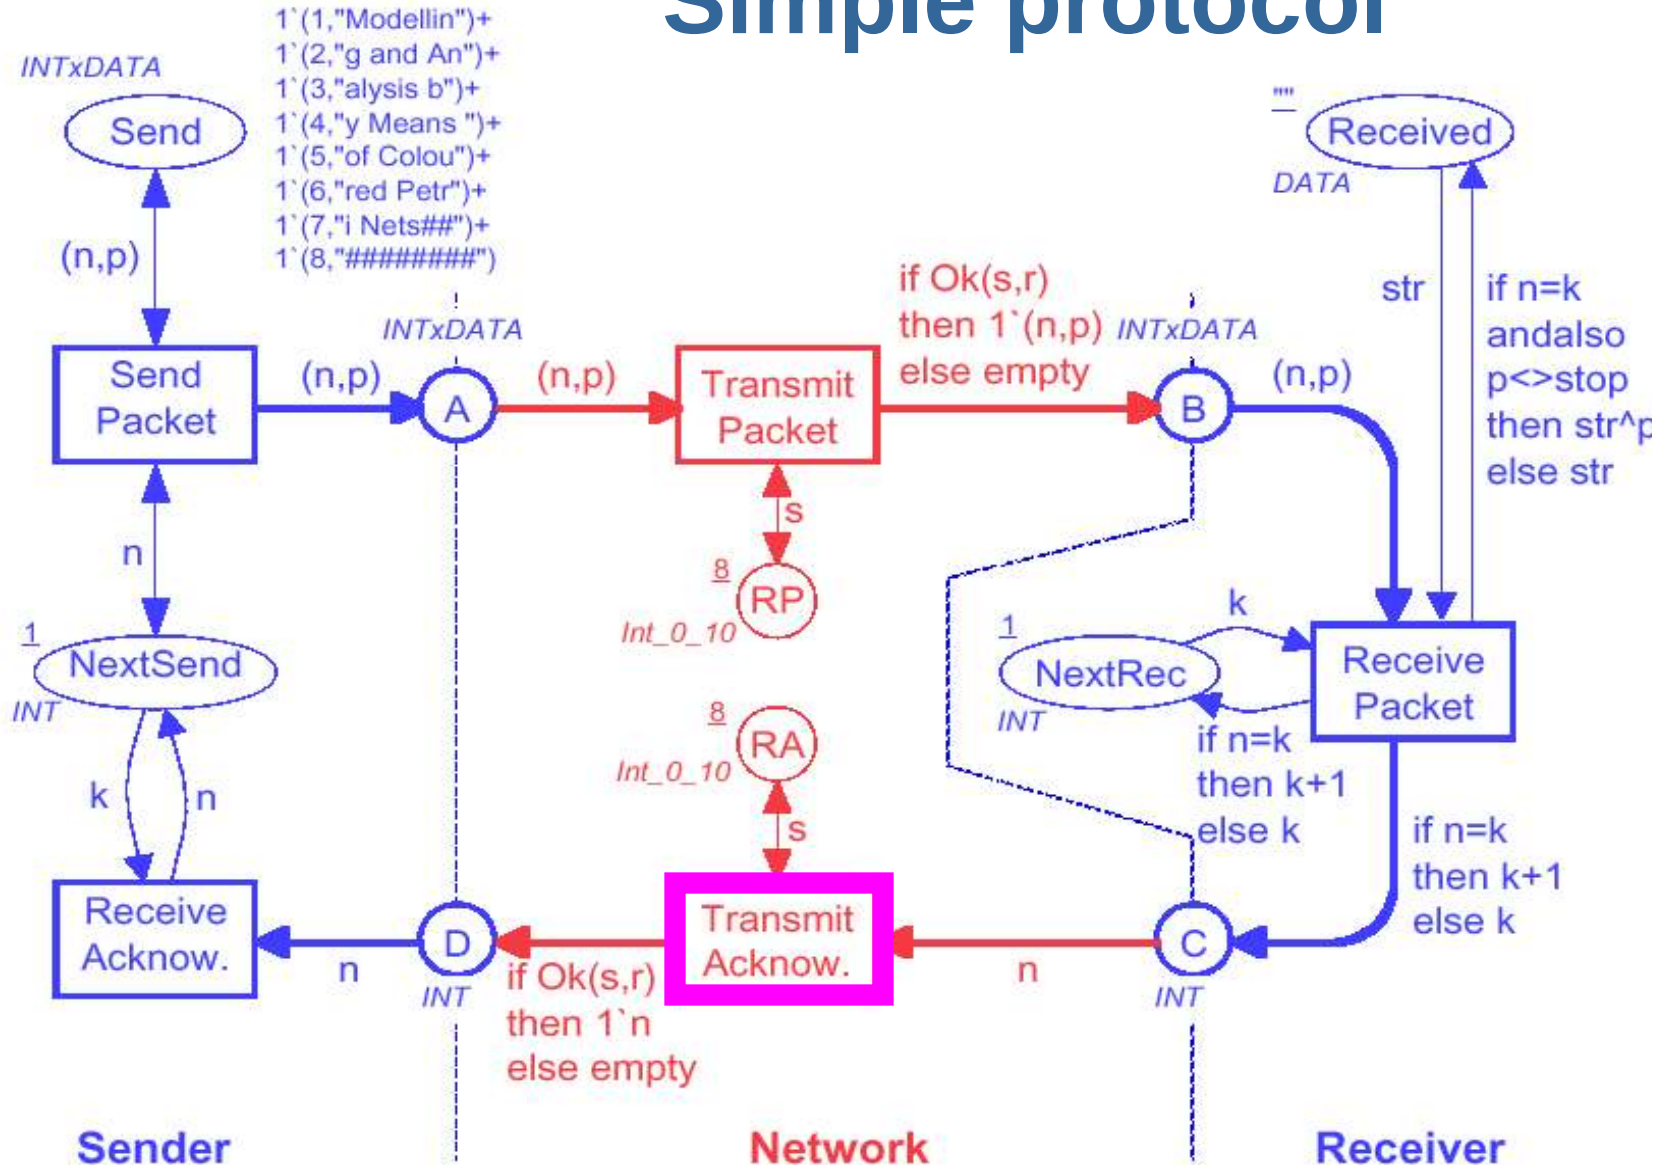 Simple protocol
1`(1,"Modellin")+
1`(2,"g and An")+
1`(3,"alysis b")+
1`(4,"y Means ")+
1`(5,"of Colou")+
1`(6,"red Petr")+
1`(7,"i Nets##")+
1`(8,"########")
INTxDATA
Send
(n,p)
Send
Packet
(n,p)
INTxDATA
A
(n,p)
Transmit
Packet
if Ok(s,r)
then 1`(n,p)
else empty
INTxDATA
B
(n,p)
""
Received
DATA
str
if n=k
andalso
p<>stop
then str^p
else str
n
s
8
RP
Int_0_10
1
NextSend
INT
8
RA
Int_0_10
s
k
1
NextRec
INT
Receive
Packet
if n=k
then k+1
else k
if n=k
then k+1
else k
k
n
Receive
Acknow.
n
D
INT
if Ok(s,r)
then 1`n
else empty
Transmit
Acknow.
n
C
INT
Sender
Network
Receiver